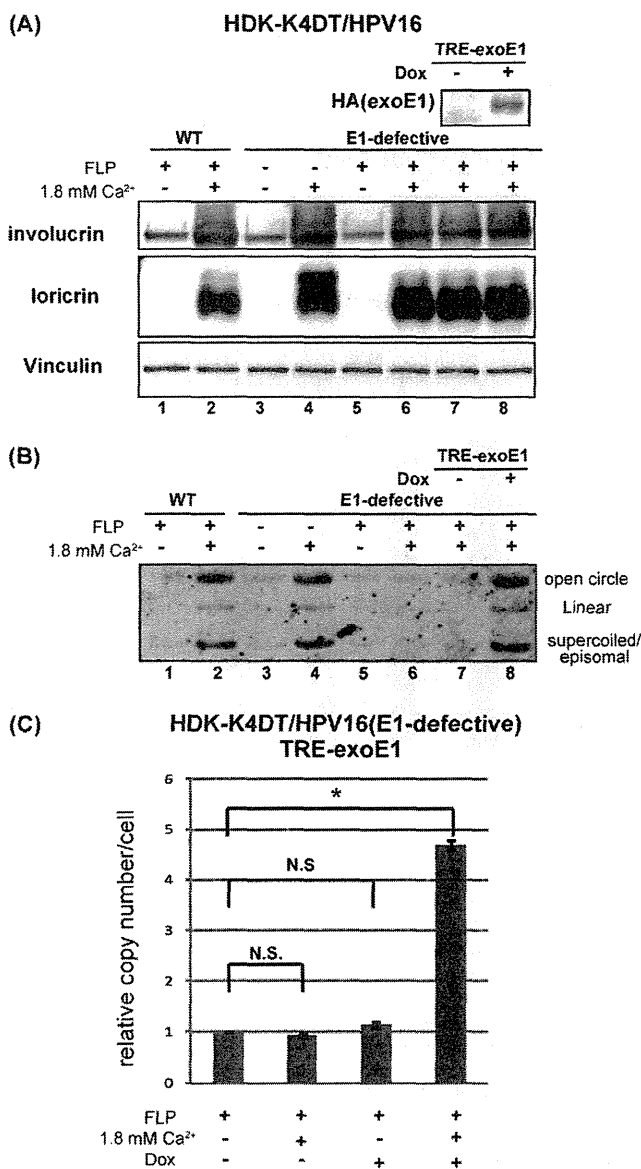 (A) HDK-K4DT/HPV16
TRE-exoE1
Dox - +
HA(exoE1)
WT E1-defective
FLP + + - - + + + +
1.8 mM Ca²⁺ - + - + - + + +
involucrin
loricrin
Vinculin
1 2 3 4 5 6 7 8
(B)
TRE-exoE1
Dox - +
WT E1-defective
FLP + + - - + + + +
1.8 mM Ca²⁺ - + - + - + + +
open circle
Linear
supercoiled/
episomal
1 2 3 4 5 6 7 8
(C) HDK-K4DT/HPV16(E1-defective)
TRE-exoE1
relative copy number/cell
6
5
4
3
2
1
0
*
N.S
N.S.
FLP + + + +
1.8 mM Ca²⁺ - + - +
Dox - - + +